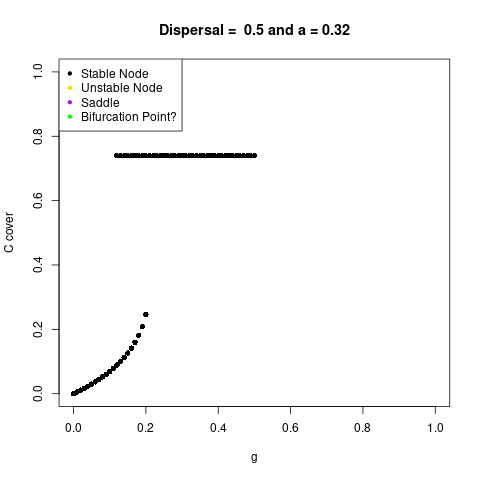 Dispersal =  0.5 and a = 0.32
Stable Node
Unstable Node
Saddle
Bifurcation Point?
C cover
1.0
0.8
0.6
0.4
0.2
0.0
0.0 0.2 0.4 0.6 0.8 1.0
g